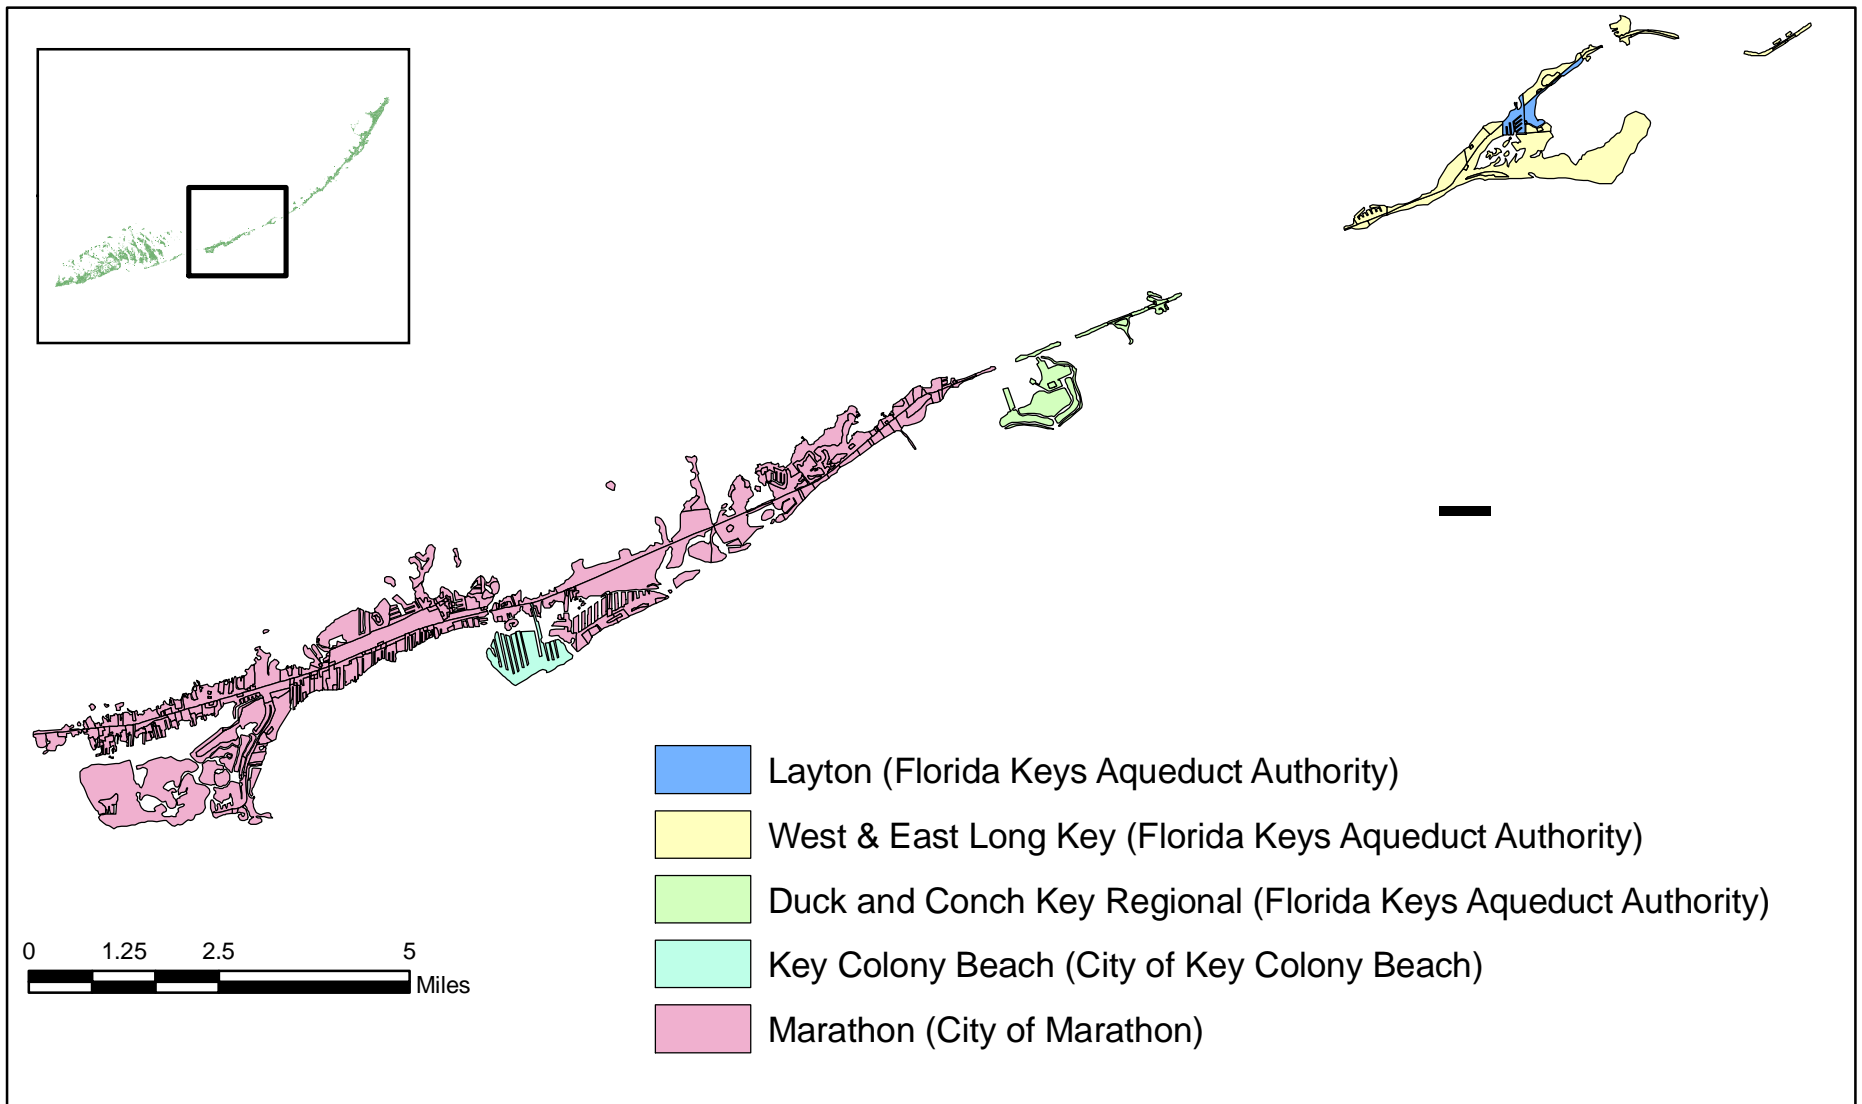 Layton (Florida Keys Aqueduct Authority)
West & East Long Key (Florida Keys Aqueduct Authority)
Duck and Conch Key Regional (Florida Keys Aqueduct Authority)
Key Colony Beach (City of Key Colony Beach)
Marathon (City of Marathon)
0 1.25 2.5 5
Miles